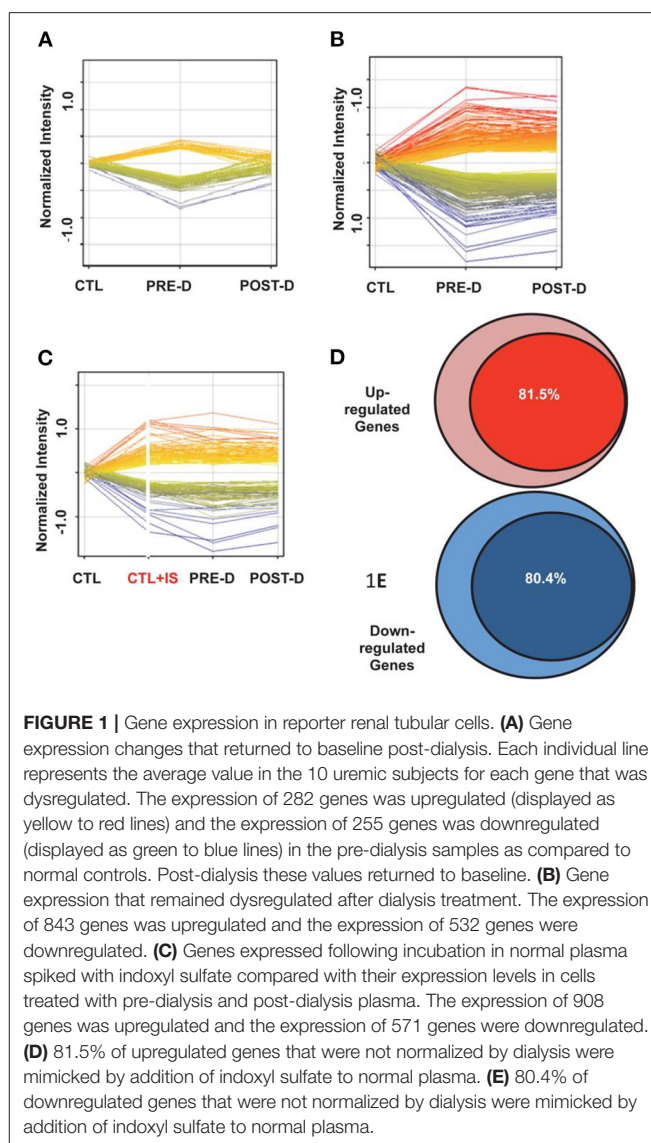 A
Normalized Intensity
1.0
-1.0
CTL PRE-D POST-D
B
Normalized Intensity
-1.0
1.0
CTL PRE-D POST-D
C
Normalized Intensity
1.0
-1.0
CTL CTL+IS PRE-D POST-D
D
Up-
regulated
Genes
81.5%
1E
Down-
regulated
Genes
80.4%
FIGURE 1 | Gene expression in reporter renal tubular cells. (A) Gene
expression changes that returned to baseline post-dialysis. Each individual line
represents the average value in the 10 uremic subjects for each gene that was
dysregulated. The expression of 282 genes was upregulated (displayed as
yellow to red lines) and the expression of 255 genes was downregulated
(displayed as green to blue lines) in the pre-dialysis samples as compared to
normal controls. Post-dialysis these values returned to baseline. (B) Gene
expression that remained dysregulated after dialysis treatment. The expression
of 843 genes was upregulated and the expression of 532 genes were
downregulated. (C) Genes expressed following incubation in normal plasma
spiked with indoxyl sulfate compared with their expression levels in cells
treated with pre-dialysis and post-dialysis plasma. The expression of 908
genes was upregulated and the expression of 571 genes were downregulated.
(D) 81.5% of upregulated genes that were not normalized by dialysis were
mimicked by addition of indoxyl sulfate to normal plasma. (E) 80.4% of
downregulated genes that were not normalized by dialysis were mimicked by
addition of indoxyl sulfate to normal plasma.